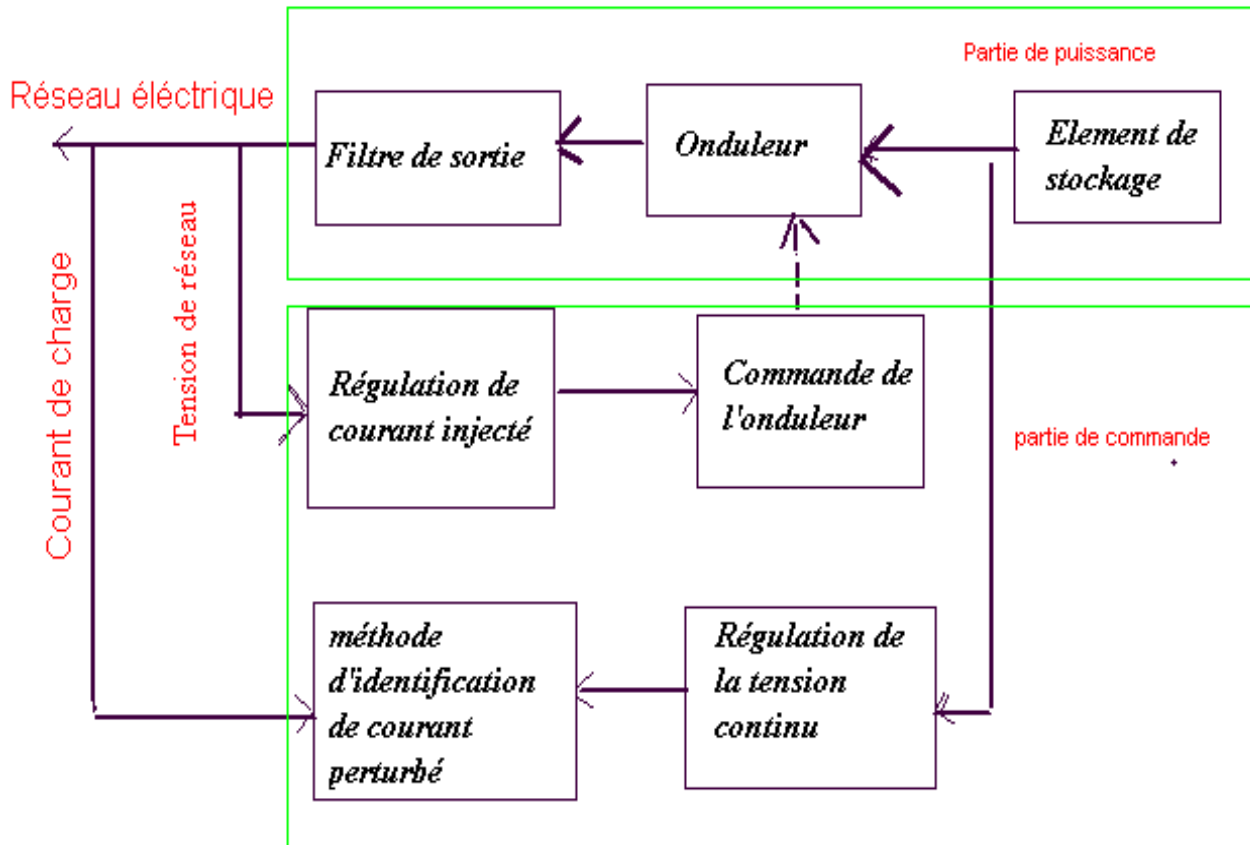 Partie de puissance
Réseau éléctrique
Filtre de sortie
Onduleur
Element de
stockage
Courant de charge
Tension de réseau
Régulation de
courant injecté
Commande de
l'onduleur
partie de commande
méthode
d'identification
de courant
perturbé
Régulation de
la tension
continu